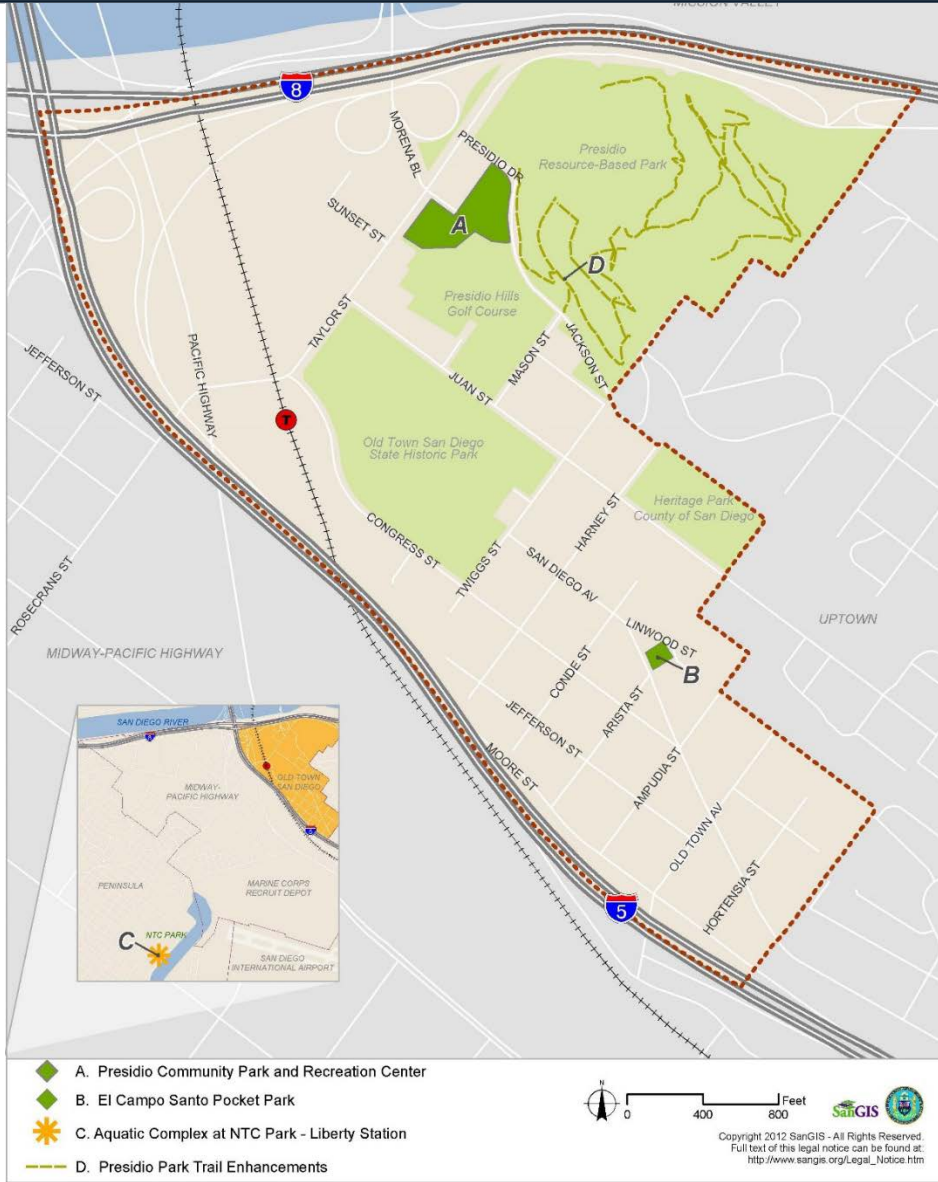 MISSION VALLEY
8
MORENA BL
PRESIDIO DR
Presidio
Resource-Based Park
SUNSET ST
A
D
Presidio Hills
Golf Course
TAYLOR ST
MASON ST
JACKSON ST
PACIFIC HIGHWAY
JEFFERSON ST
JUAN ST
T
Old Town San Diego
State Historic Park
HARNEY ST
Heritage Park
County of San Diego
CONGRESS ST
TWIGGS ST
SAN DIEGO AV
ROSECRANS ST
LINWOOD ST
UPTOWN
MIDWAY-PACIFIC HIGHWAY
B
CONDE ST
ARISTA ST
JEFFERSON ST
MOORE ST
AMPUDIA ST
OLD TOWN AV
HORTENSIA ST
5
SAN DIEGO RIVER
8
OLD TOWN
SAN DIEGO
MIDWAY-
PACIFIC HIGHWAY
5
PENINSULA
MARINE CORPS
RECRUIT DEPOT
NTC PARK
C
SAN DIEGO
INTERNATIONAL AIRPORT
A. Presidio Community Park and Recreation Center
B. El Campo Santo Pocket Park
C. Aquatic Complex at NTC Park - Liberty Station
D. Presidio Park Trail Enhancements
N
0 400 800 Feet
SanGIS
Copyright 2012 SanGIS - All Rights Reserved.
Full text of this legal notice can be found at:
http://www.sangis.org/Legal_Notice.htm